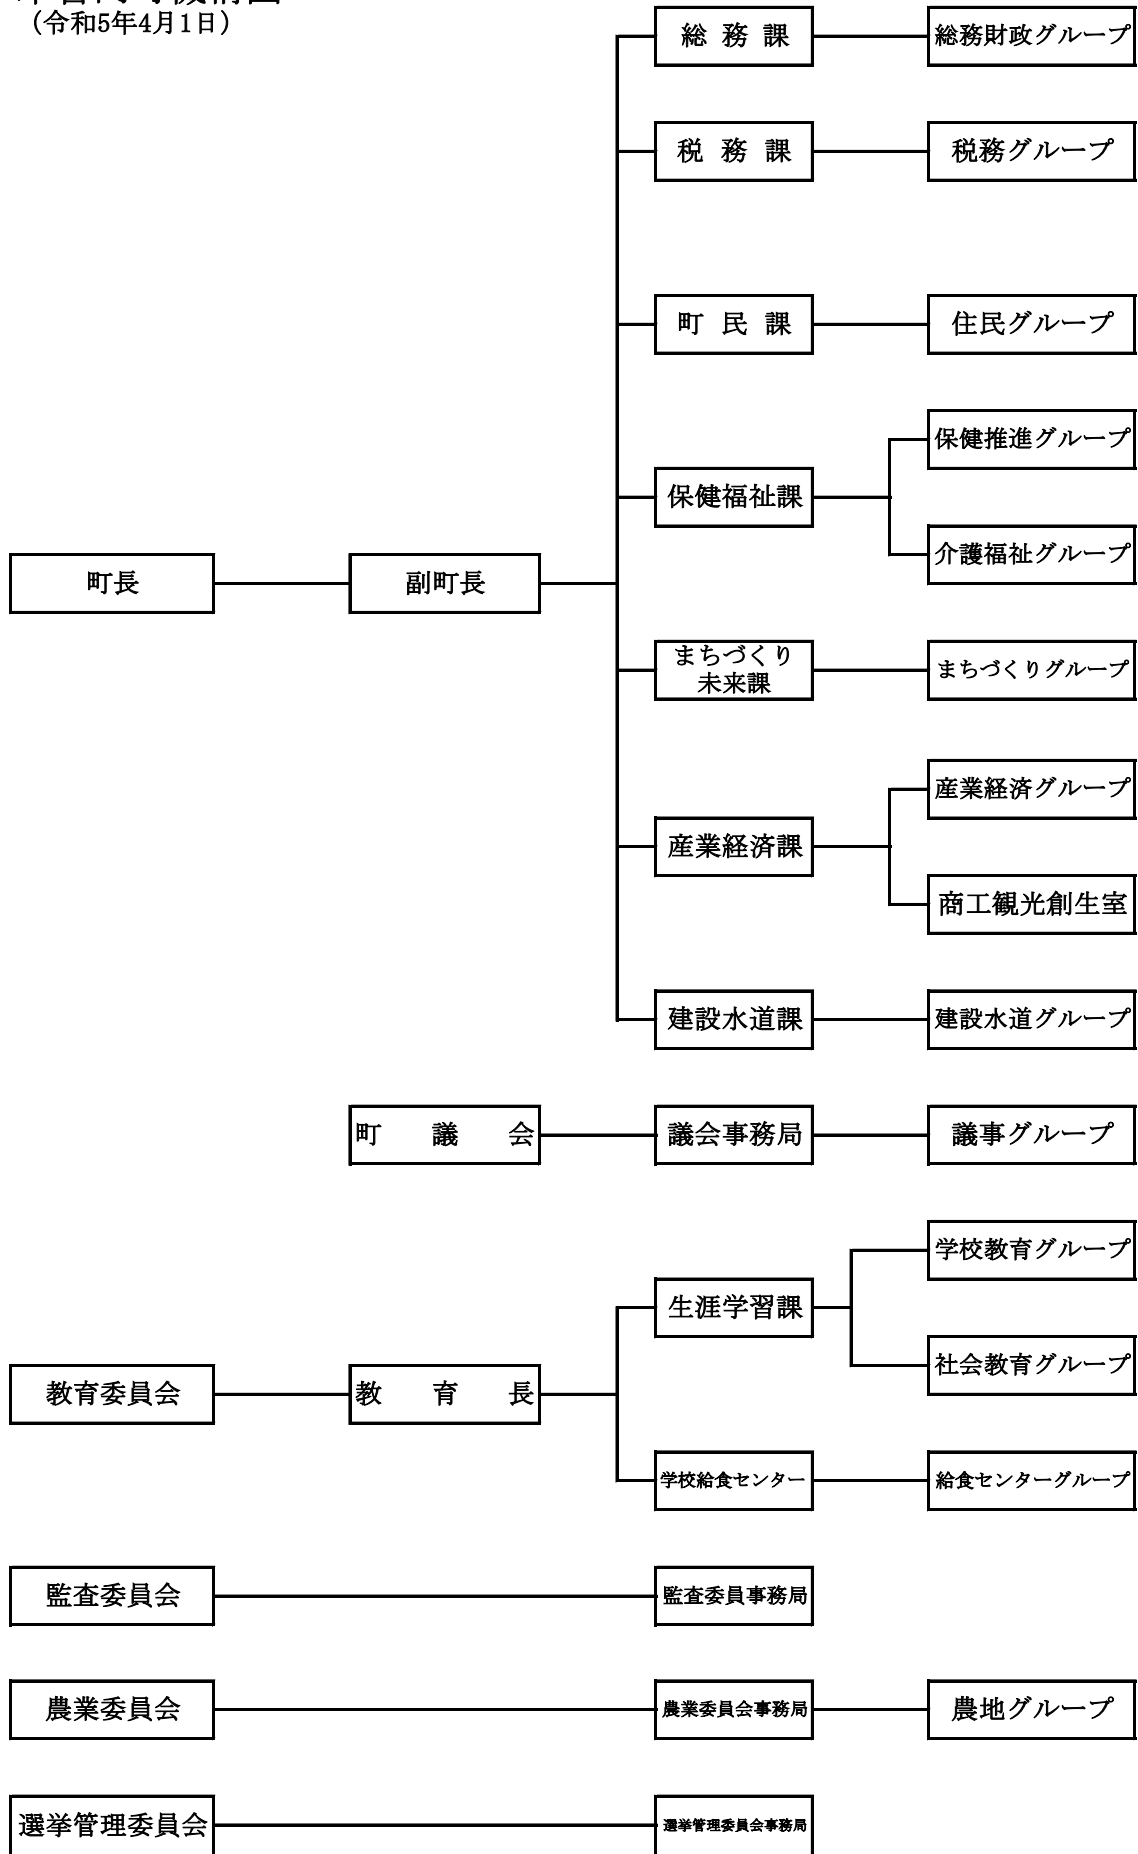 (令和5年4月1日)
総務課
総務財政グループ
税務課
税務グループ
町民課
住民グループ
保健推進グループ
保健福祉課
介護福祉グループ
町長
副町長
まちづくり
未来課
まちづくりグループ
産業経済グループ
産業経済課
商工観光創生室
建設水道課
建設水道グループ
町議会
議会事務局
議事グループ
学校教育グループ
生涯学習課
社会教育グループ
教育委員会
教育長
学校給食センター
給食センターグループ
監査委員会
監査委員事務局
農業委員会
農業委員会事務局
農地グループ
選挙管理委員会
選挙管理委員会事務局